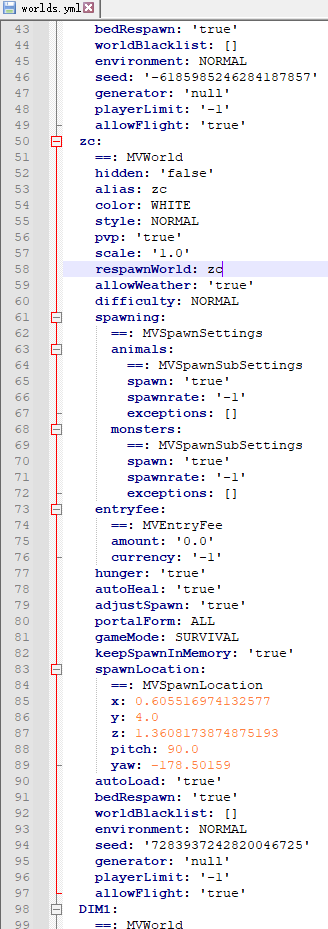 worlds.yml
43 bedRespawn: 'true'
44 worldBlacklist: []
45 environment: NORMAL
46 seed: '-6185985246284187857'
47 generator: 'null'
48 playerLimit: '-1'
49 allowFlight: 'true'
50 zc:
51 ==: MVWorld
52 hidden: 'false'
53 alias: zc
54 color: WHITE
55 style: NORMAL
56 pvp: 'true'
57 scale: '1.0'
58 respawnWorld: zc
59 allowWeather: 'true'
60 difficulty: NORMAL
61 spawning:
62 ==: MVSpawnSettings
63 animals:
64 ==: MVSpawnSubSettings
65 spawn: 'true'
66 spawnrate: '-1'
67 exceptions: []
68 monsters:
69 ==: MVSpawnSubSettings
70 spawn: 'true'
71 spawnrate: '-1'
72 exceptions: []
73 entryfee:
74 ==: MVEntryFee
75 amount: '0.0'
76 currency: '-1'
77 hunger: 'true'
78 autoHeal: 'true'
79 adjustSpawn: 'true'
80 portalForm: ALL
81 gameMode: SURVIVAL
82 keepSpawnInMemory: 'true'
83 spawnLocation:
84 ==: MVSpawnLocation
85 x: 0.605516974132577
86 y: 4.0
87 z: 1.3608173874875193
88 pitch: 90.0
89 yaw: -178.50159
90 autoLoad: 'true'
91 bedRespawn: 'true'
92 worldBlacklist: []
93 environment: NORMAL
94 seed: '7283937242820046725'
95 generator: 'null'
96 playerLimit: '-1'
97 allowFlight: 'true'
98 DIM1:
99 ==: MVWorld